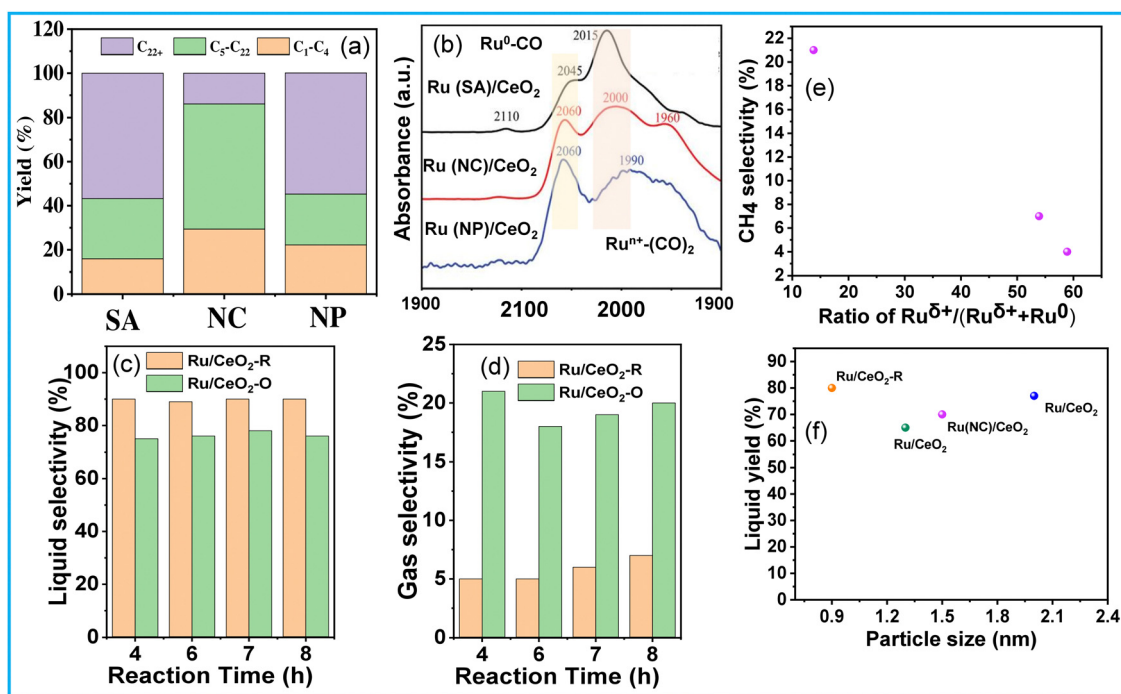 (a)
C₂₂₊ C₅-C₂₂ C₁-C₄
Yield (%)
120
100
80
60
40
20
0
SA NC NP
(b)
Absorbance (a.u.)
Ru⁰-CO
2015
2045
Ru (SA)/CeO₂
2110
2060 2000 1960
Ru (NC)/CeO₂
2060 1990
Ru (NP)/CeO₂
Ruⁿ⁺-(CO)₂
1900 2100 2000 1900
(e)
CH4 selectivity (%)
22
20
18
16
14
12
10
8
6
4
2
10 20 30 40 50 60
Ratio of Ruᵟ⁺/(Ruᵟ⁺+Ru⁰)
(c)
Ru/CeO₂-R
Ru/CeO₂-O
Liquid selectivity (%)
100
80
60
40
20
0
4 6 7 8
Reaction Time (h)
(d)
Ru/CeO₂-R
Ru/CeO₂-O
Gas selectivity (%)
25
20
15
10
5
0
4 6 7 8
Reaction Time (h)
(f)
Liquid yield (%)
90
80
70
60
50
40
30
20
10
0
Ru/CeO₂-R
Ru/CeO₂
Ru/CeO₂
Ru(NC)/CeO₂
0.9 1.2 1.5 1.8 2.1 2.4
Particle size (nm)